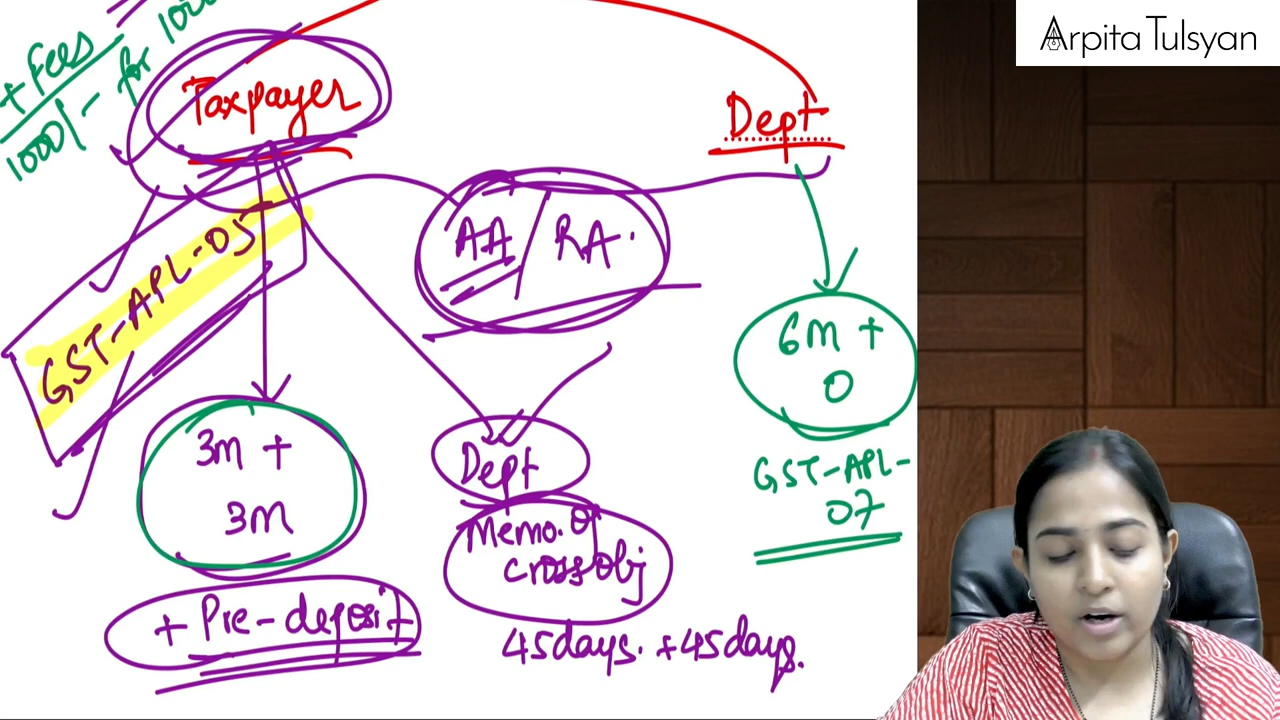 Arpita Tulsyan
+ Fees
1000/- for 1000
Taxpayer
Dept
AA / RA.
GST-APL-05
6M +
0
GST-APL-
07
3M +
3M
+ Pre-deposit
Dept
Memo. of
cross obj
45 days. + 45 days.